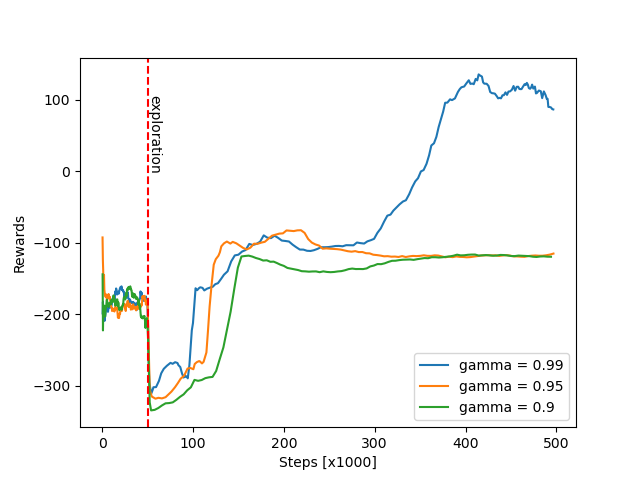 100
0
−100
−200
−300
Rewards
exploration
gamma = 0.99
gamma = 0.95
gamma = 0.9
0
100
200
300
400
500
Steps [x1000]